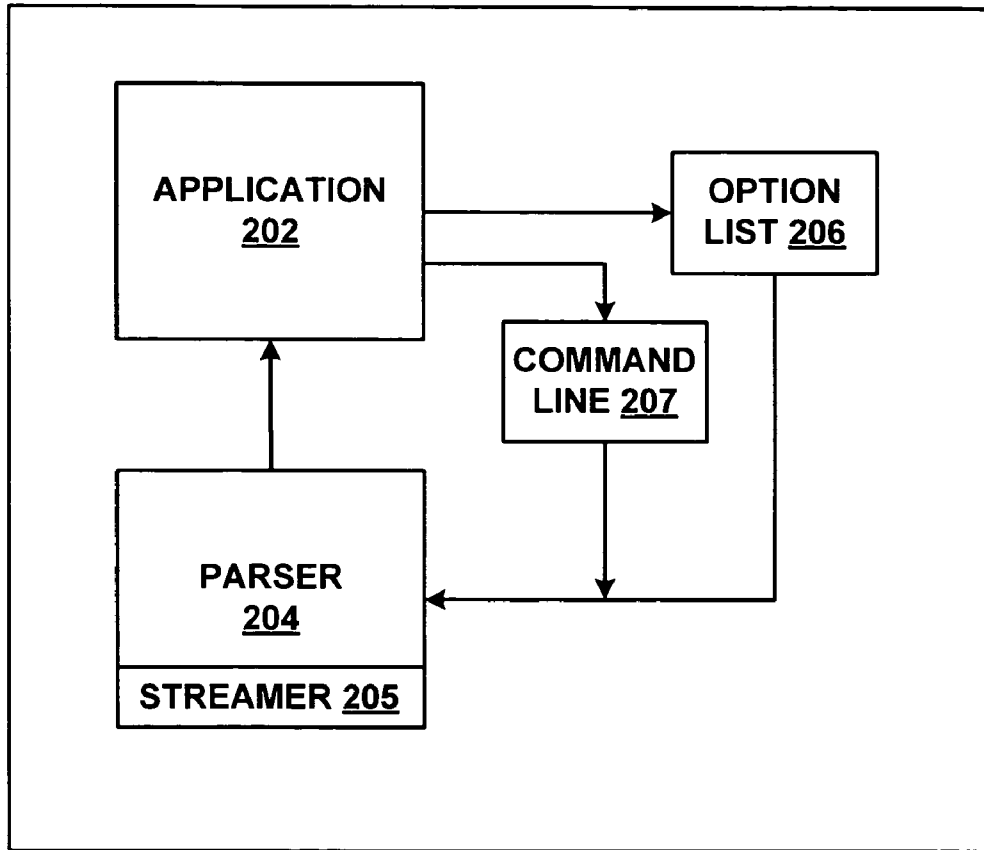 APPLICATION
202
OPTION
LIST 206
COMMAND
LINE 207
PARSER
204
STREAMER 205